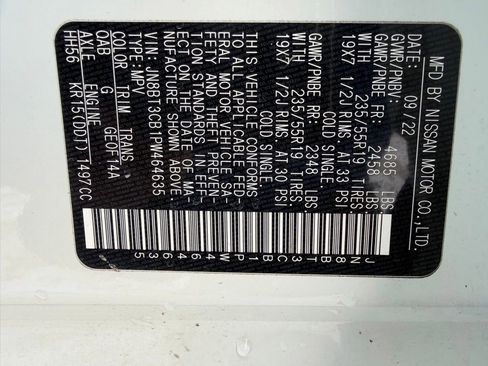 MFD BY NISSAN MOTOR CO.,LTD.
09/22
GVWR/PNBV: 4685 LBS
GAWR/PNBE FR: 2458 LBS
235/55R19 TIRES
19X7 1/2J RIMS AT 33 PSI
COLD SINGLE
GAWR/PNBE RR: 2348 LBS.
235/55R19 TIRES
19X7 1/2J RIMS AT 30 PSI
COLD SINGLE
THIS VEHICLE CONFORMS
TO ALL APPLICABLE FED-
ERAL MOTOR VEHICLE SA-
FETY AND THEFT PREVEN-
TION STANDARDS IN EFF-
ECT ON THE DATE OF MA-
NUFACTURE SHOWN ABOVE.
VIN:JN8BT3CB1PW464635
TYPE:MPV
COLOR TRIM TRANS.
QAB G GEOF14A
AXLE ENGINE
HH56 KR15(DDT)1497CC
JN8BT3CB1PW464635